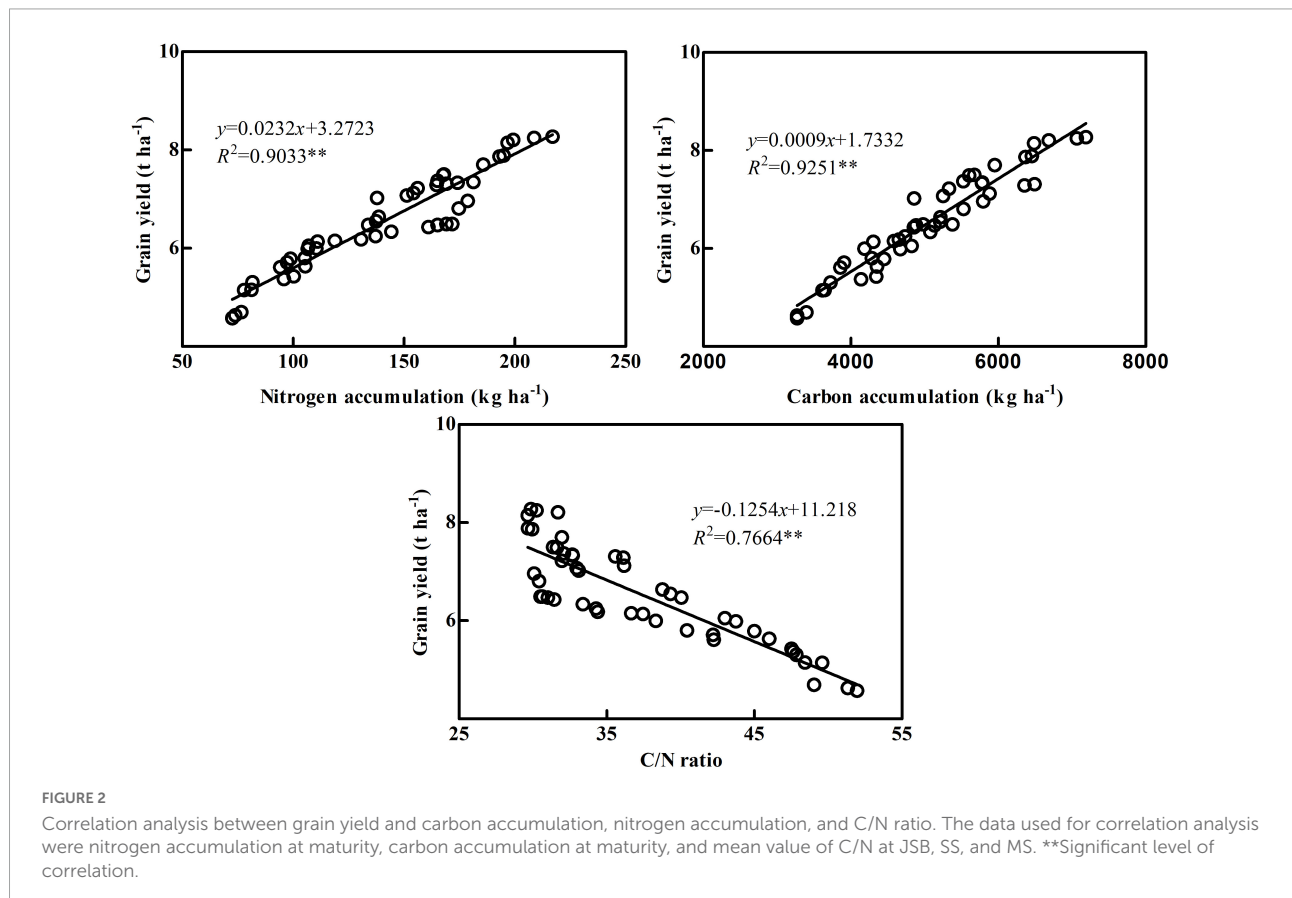 10
8
6
Grain yield (t ha⁻¹)
y=0.0232x+3.2723
R²=0.9033**
50 100 150 200 250
Nitrogen accumulation (kg ha⁻¹)
10
8
6
Grain yield (t ha⁻¹)
y=0.0009x+1.7332
R²=0.9251**
2000 4000 6000 8000
Carbon accumulation (kg ha⁻¹)
10
8
6
Grain yield (t ha⁻¹)
y=-0.1254x+11.218
R²=0.7664**
25 35 45 55
C/N ratio
FIGURE 2
Correlation analysis between grain yield and carbon accumulation, nitrogen accumulation, and C/N ratio. The data used for correlation analysis
were nitrogen accumulation at maturity, carbon accumulation at maturity, and mean value of C/N at JSB, SS, and MS. **Significant level of
correlation.